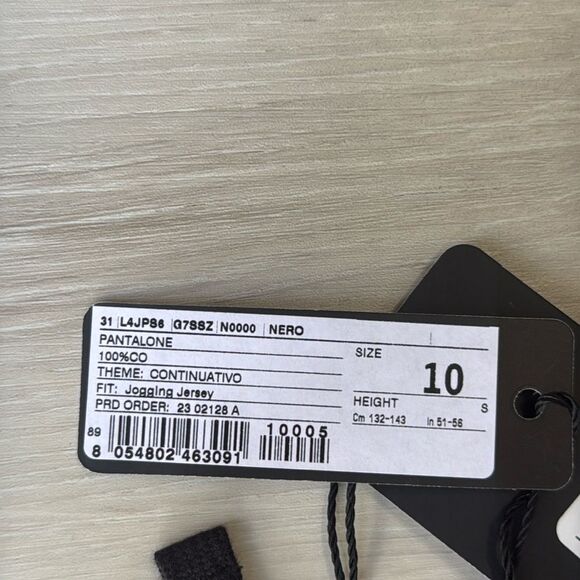 31 | L4JPS6 | G7SSZ | N0000 | NERO
PANTALONE
100%CO
THEME: CONTINUATIVO
FIT: Jogging Jersey
PRD ORDER: 23 02128 A
SIZE
10
HEIGHT S
Cm 132-143 In 51-56
89
10005
8 054802 463091